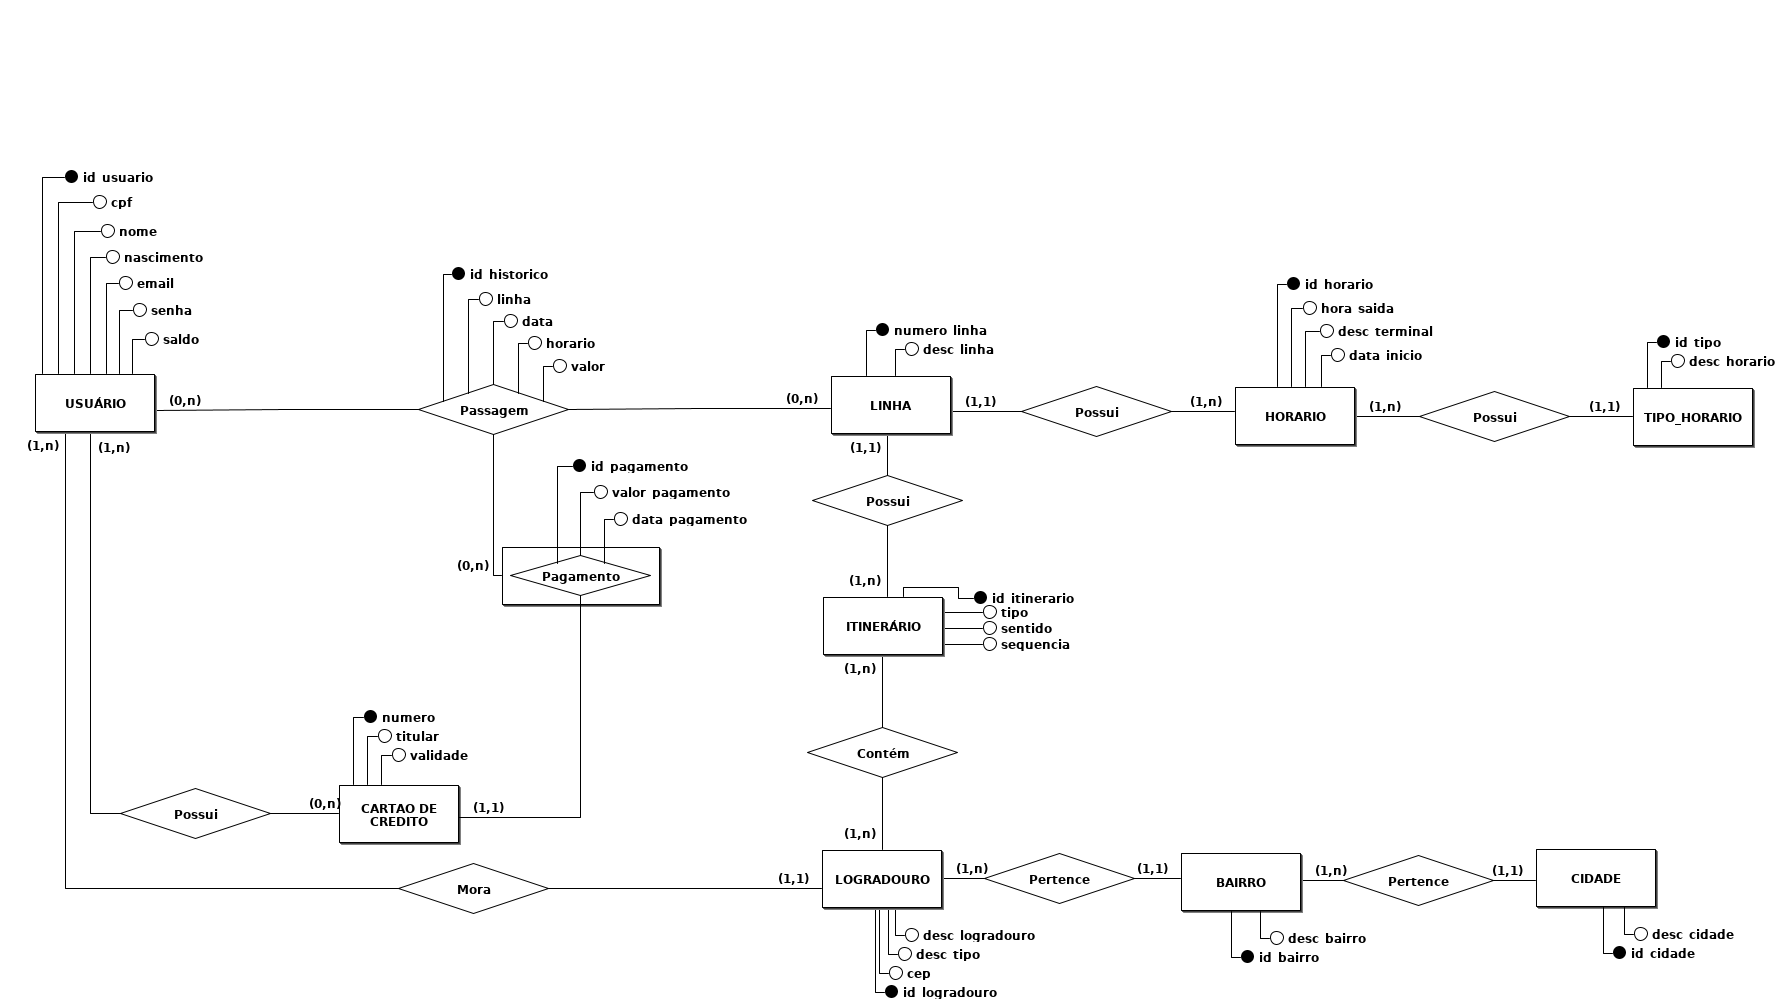 id usuario
cpf
nome
nascimento
email
senha
saldo
USUÁRIO
(0,n)
(1,n)
(1,n)
id historico
linha
data
horario
valor
Passagem
(0,n)
numero linha
desc linha
LINHA
(1,1)
Possui
(1,n)
id horario
hora saida
desc terminal
data inicio
HORARIO
(1,n)
Possui
(1,1)
id tipo
desc horario
TIPO_HORARIO
(1,1)
Possui
(1,n)
id pagamento
valor pagamento
data pagamento
(0,n)
Pagamento
id itinerario
tipo
sentido
sequencia
ITINERÁRIO
(1,n)
Contém
(1,n)
numero
titular
validade
Possui
(0,n)
CARTAO DE
CREDITO
(1,1)
Mora
(1,1)
LOGRADOURO
(1,n)
Pertence
(1,1)
BAIRRO
(1,n)
Pertence
(1,1)
CIDADE
desc logradouro
desc tipo
cep
id logradouro
desc bairro
id bairro
desc cidade
id cidade